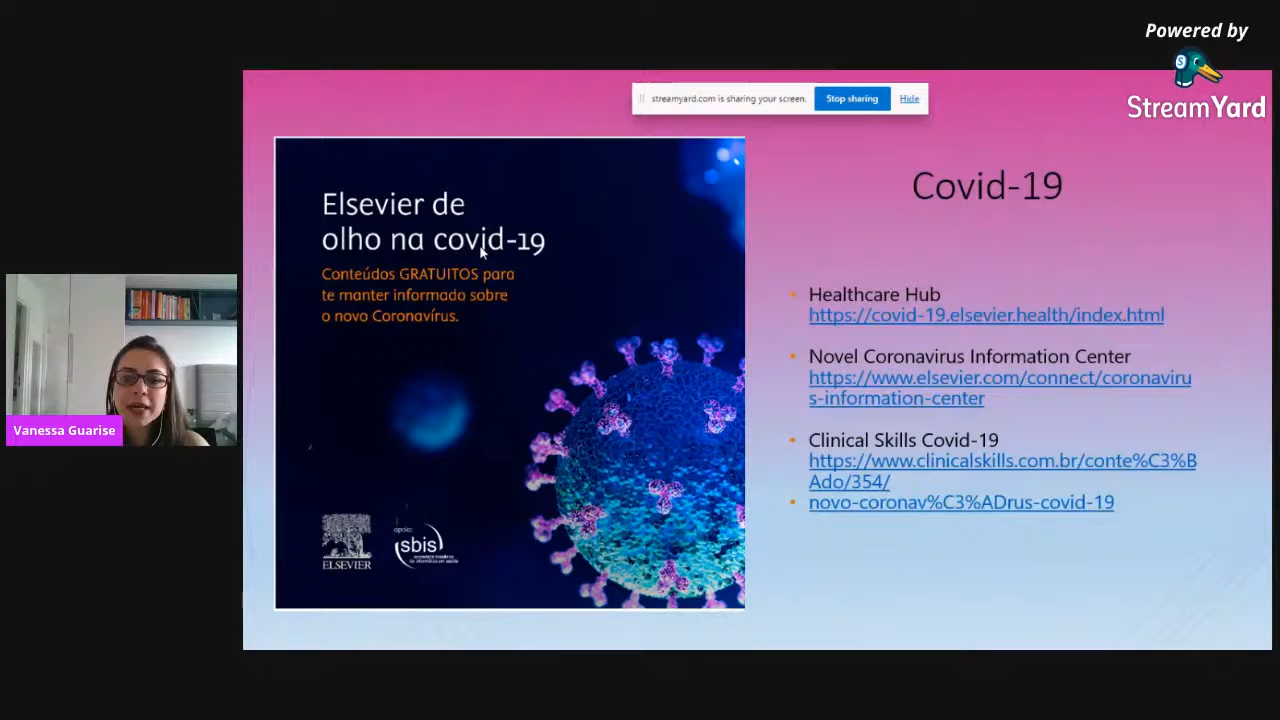 Powered by
StreamYard
streamyard.com is sharing your screen.
Stop sharing
Hide
Elsevier de
olho na covid-19
Conteúdos GRATUITOS para
te manter informado sobre
o novo Coronavírus.
ELSEVIER
apoio:
sbis
Covid-19
• Healthcare Hub
https://covid-19.elsevier.health/index.html
• Novel Coronavirus Information Center
https://www.elsevier.com/connect/coronaviru
s-information-center
• Clinical Skills Covid-19
https://www.clinicalskills.com.br/conte%C3%B
Ado/354/
• novo-coronav%C3%ADrus-covid-19
Vanessa Guarise